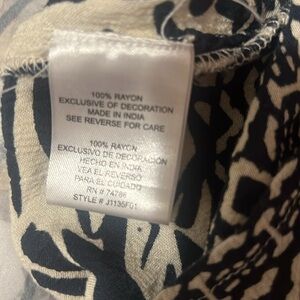 100% RAYON
EXCLUSIVE OF DECORATION
MADE IN INDIA
SEE REVERSE FOR CARE
100% RAYON
EXCLUSIVO DE DECORACIÓN
HECHO EN INDIA
VEA EL REVERSO
PARA EL CUIDADO
RN # 74786
STYLE # J1135F01